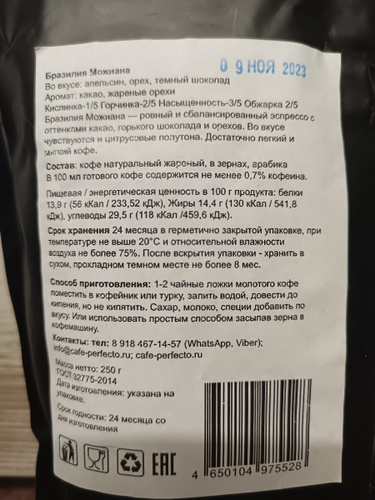 0 9 НОЯ 2023
Бразилия Можиана
Во вкусе: апельсин, орех, темный шоколад
Аромат: какао, жареные орехи
Кислинка-1/5 Горчинка-2/5 Насыщенность-3/5 Обжарка 2/5
Бразилия Можиана — ровный и сбалансированный эспрессо с
оттенками какао, горького шоколада и орехов. Во вкусе
чувствуются и цитрусовые полутона. Достаточно легкий и
мягкий кофе.
Состав: кофе натуральный жареный, в зернах, арабика
В 100 мл готового кофе содержится не менее 0,7% кофеина.
Пищевая / энергетическая ценность в 100 г продукта: белки
13,9 г (56 кКал / 233,52 кДж), Жиры 14,4 г (130 кКал / 541,8
кДж), углеводы 29,5 г (118 кКал /459,6 кДж).
Срок хранения 24 месяца в герметично закрытой упаковке, при
температуре не выше 20°С и относительной влажности
воздуха не более 75%. После вскрытия упаковки - хранить в
сухом, прохладном темном месте не более 8 мес.
Способ приготовления: 1-2 чайные ложки молотого кофе
поместить в кофейник или турку, залить водой, довести до
кипения, но не кипятить. Сахар, молоко, специи добавить по
вкусу. Или использовать простым способом засыпав зерна в
кофемашину.
Контакты: тел: 8 918 467-14-57 (WhatsApp, Viber);
info@cafe-perfecto.ru; cafe-perfecto.ru
Масса нетто: 250 г
ГОСТ 32775-2014
Дата изготовления: указана на
упаковке.
Срок годности: 24 месяца со
дня изготовления
EAC
4 650104 975528